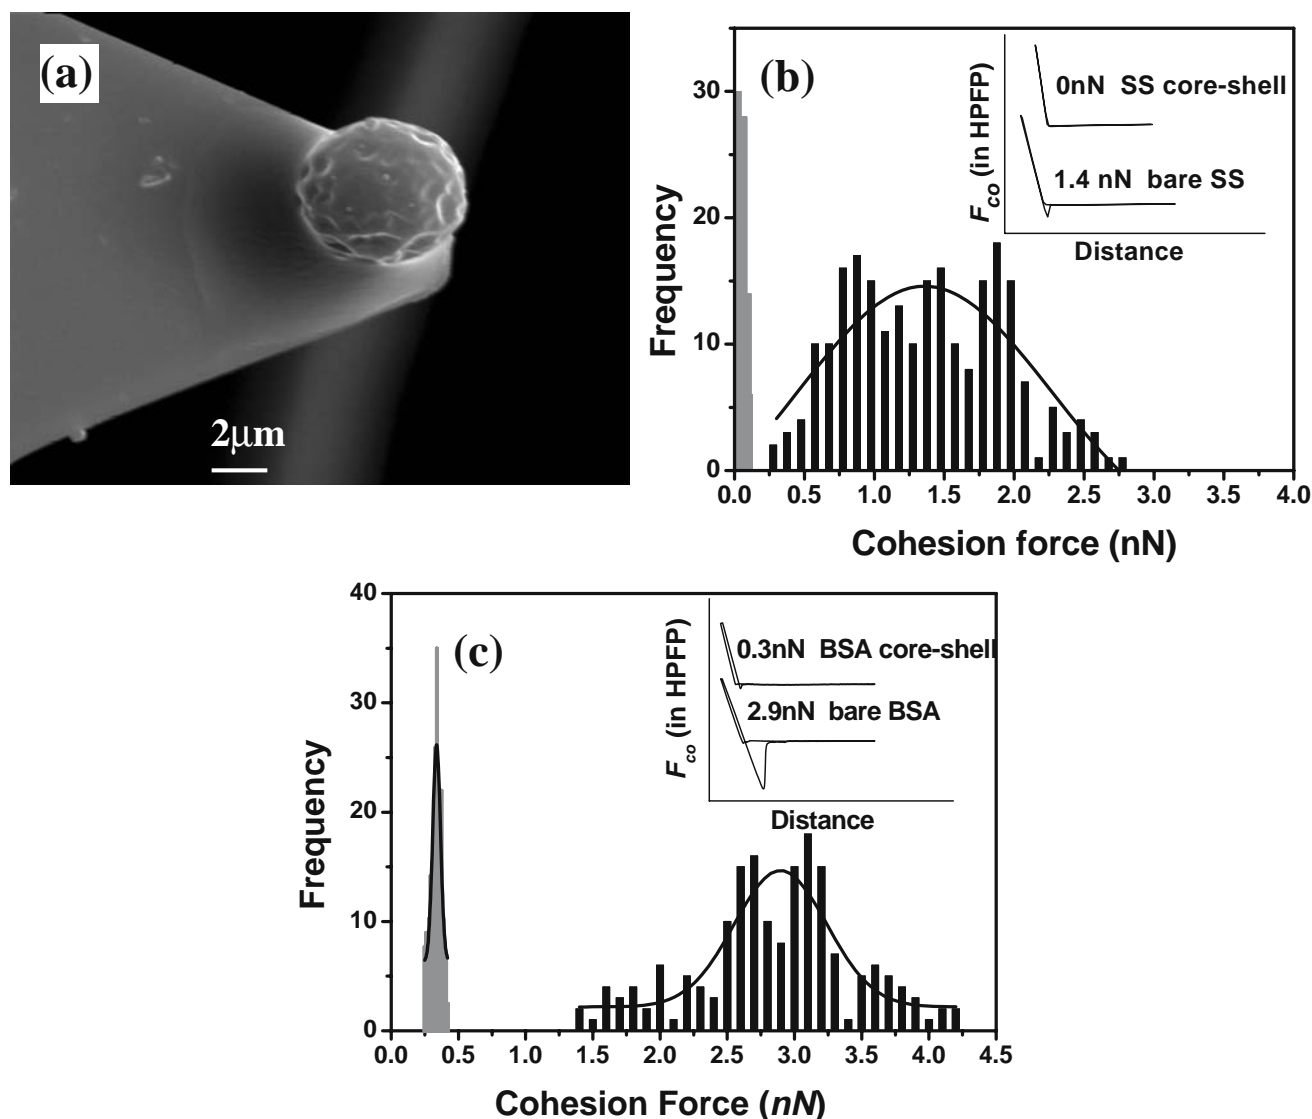 (a)
2μm
(b)
0nN SS core-shell
1.4 nN bare SS
F_co (in HPFP)
Distance
Frequency
30
20
10
0
0.0 0.5 1.0 1.5 2.0 2.5 3.0 3.5 4.0
Cohesion force (nN)
(c)
0.3nN BSA core-shell
2.9nN bare BSA
F_co (in HPFP)
Distance
Frequency
40
30
20
10
0
0.0 0.5 1.0 1.5 2.0 2.5 3.0 3.5 4.0 4.5
Cohesion Force (nN)